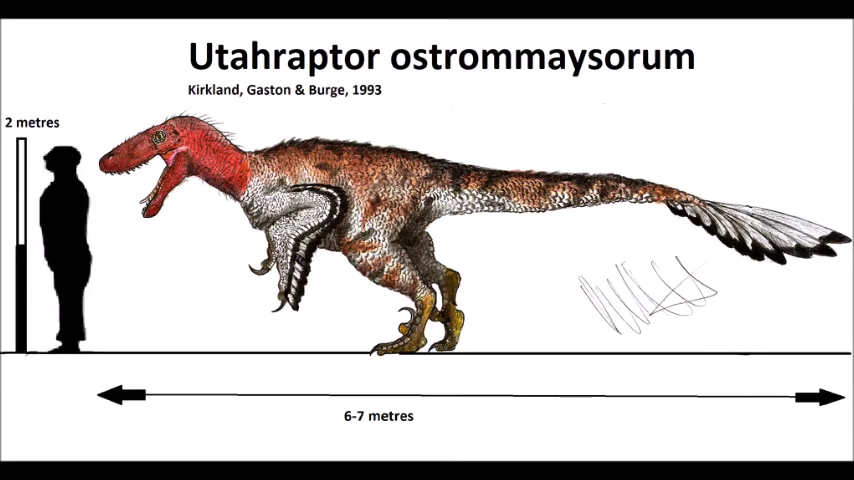 Utahraptor ostrommaysorum
Kirkland, Gaston & Burge, 1993
2 metres
6-7 metres